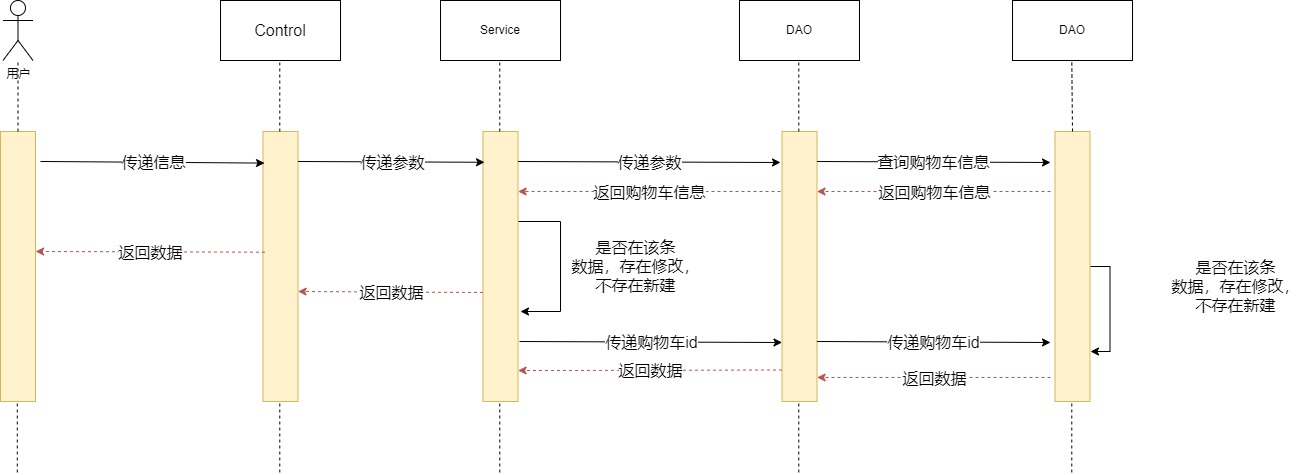 用户
Control
Service
DAO
DAO
传递信息
传递参数
传递参数
查询购物车信息
返回购物车信息
返回购物车信息
返回数据
是否在该条
数据，存在修改，
不存在新建
是否在该条
数据，存在修改，
不存在新建
返回数据
传递购物车id
传递购物车id
返回数据
返回数据